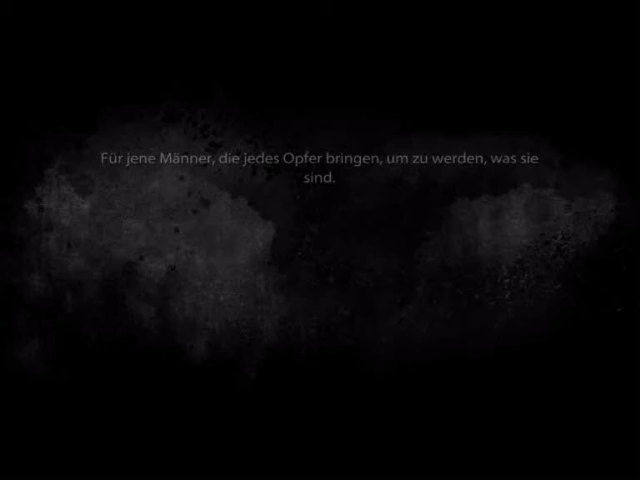 Für jene Männer, die jedes Opfer bringen, um zu werden, was sie
sind.